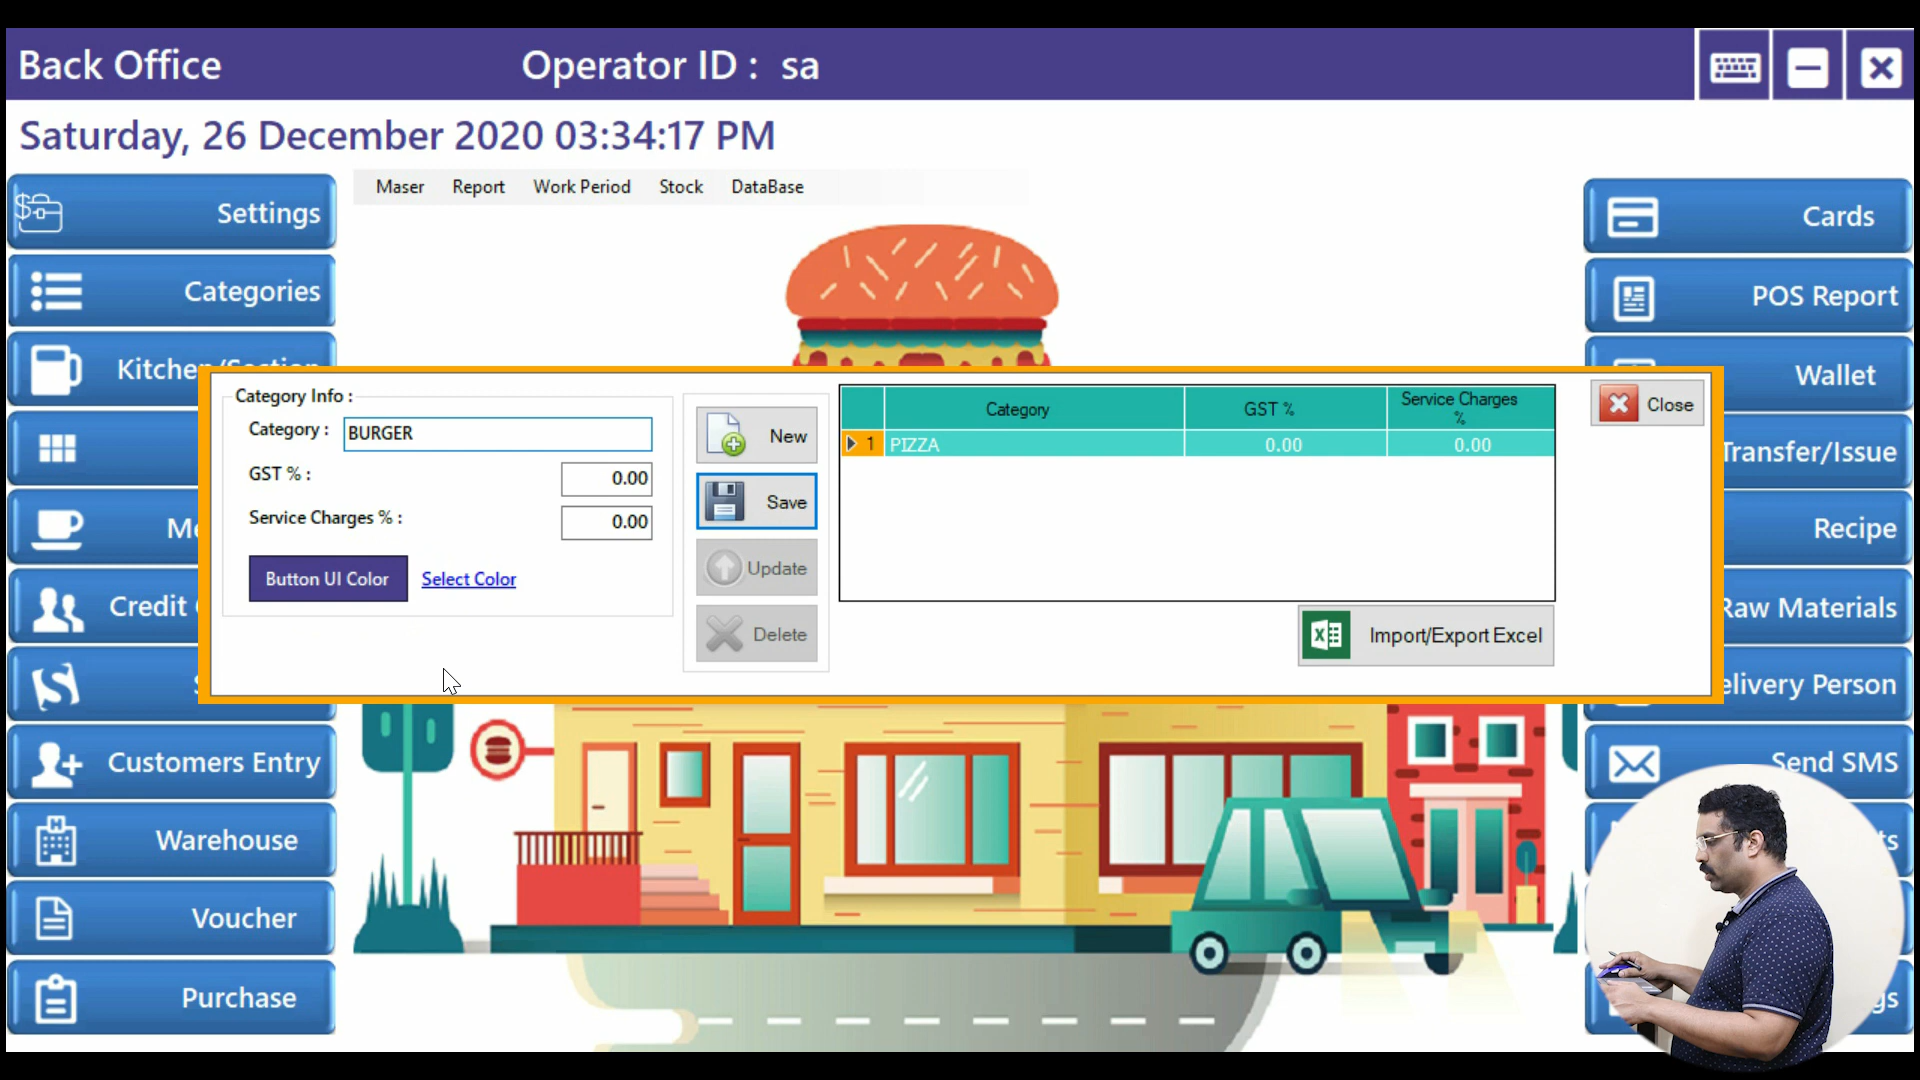 Back Office
Operator ID : sa
Saturday, 26 December 2020 03:34:17 PM
Maser Report Work Period Stock DataBase
Settings
Categories
Credit
Customers Entry
Warehouse
Voucher
Purchase
Category Info :
Category : BURGER
GST % : 0.00
Service Charges % : 0.00
Button UI Color Select Color
New
Save
Update
Delete
Category GST % Service Charges %
1 PIZZA 0.00 0.00
Import/Export Excel
Close
Cards
POS Report
Wallet
Transfer/Issue
Recipe
Raw Materials
Person
Send SMS